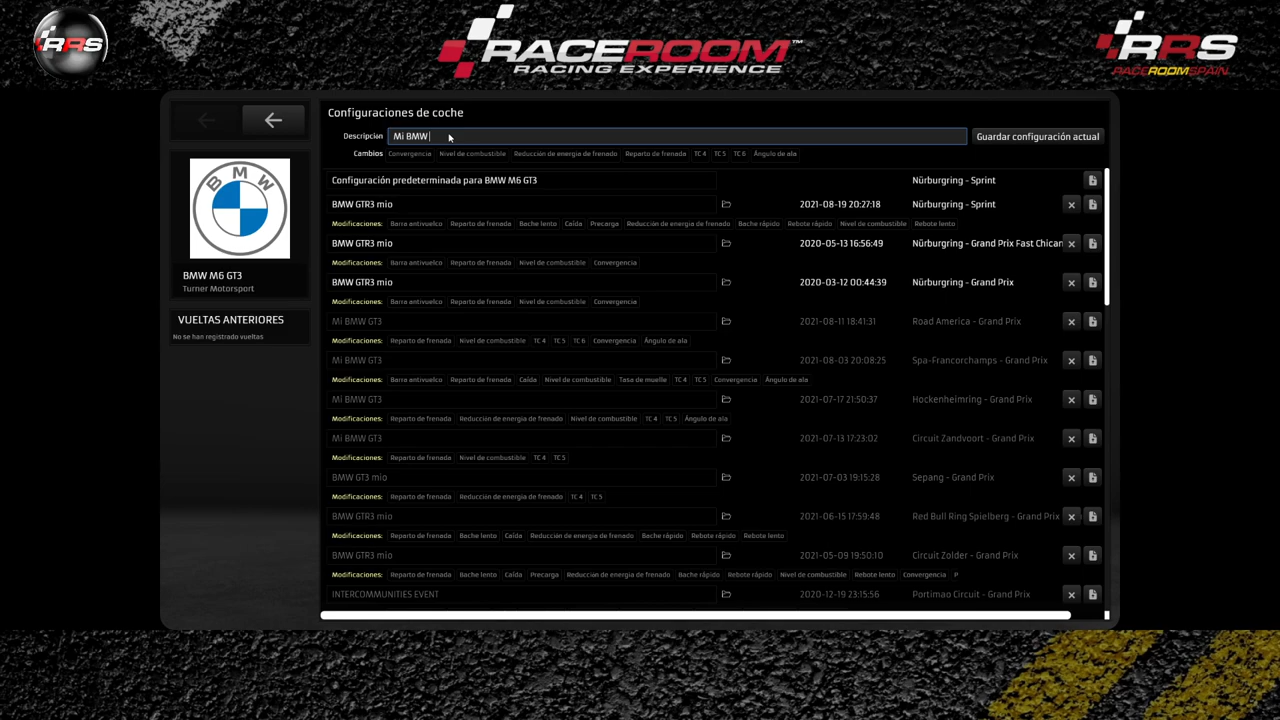 RRS
RACEROOM™
RACING EXPERIENCE
RRS
RACEROOMSPAIN
Configuraciones de coche
Descripción Mi BMW Guardar configuración actual
Cambios Convergencia Nivel de combustible Reducción de energía de frenado Reparto de frenada TC 4 TC 5 TC 6 Ángulo de ala
BMW
BMW M6 GT3
Turner Motorsport
VUELTAS ANTERIORES
No se han registrado vueltas
Configuración predeterminada para BMW M6 GT3 Nürburgring - Sprint
BMW GTR3 mio 2021-08-19 20:27:18 Nürburgring - Sprint
Modificaciones: Barra antivuelco Reparto de frenada Bache lento Caída Precarga Reducción de energía de frenado Bache rápido Rebote rápido Nivel de combustible Rebote lento
BMW GTR3 mio 2020-05-13 16:56:49 Nürburgring - Grand Prix Fast Chican
Modificaciones: Barra antivuelco Reparto de frenada Nivel de combustible Convergencia
BMW GTR3 mio 2020-03-12 00:44:39 Nürburgring - Grand Prix
Modificaciones: Barra antivuelco Reparto de frenada Nivel de combustible Convergencia
Mi BMW GT3 2021-08-11 18:41:31 Road America - Grand Prix
Modificaciones: Reparto de frenada Nivel de combustible TC 4 TC 5 TC 6 Convergencia Ángulo de ala
Mi BMW GT3 2021-08-03 20:08:25 Spa-Francorchamps - Grand Prix
Modificaciones: Barra antivuelco Reparto de frenada Caída Nivel de combustible Tasa de muelle TC 4 TC 5 Convergencia Ángulo de ala
Mi BMW GT3 2021-07-17 21:50:37 Hockenheimring - Grand Prix
Modificaciones: Reparto de frenada Reducción de energía de frenado Nivel de combustible TC 4 TC 5 Ángulo de ala
Mi BMW GT3 2021-07-13 17:23:02 Circuit Zandvoort - Grand Prix
Modificaciones: Reparto de frenada Nivel de combustible TC 4 TC 5
BMW GT3 mio 2021-07-03 19:15:28 Sepang - Grand Prix
Modificaciones: Reparto de frenada Reducción de energía de frenado TC 4 TC 5
BMW GTR3 mio 2021-06-15 17:59:48 Red Bull Ring Spielberg - Grand Prix
Modificaciones: Reparto de frenada Bache lento Caída Reducción de energía de frenado Bache rápido Rebote rápido Rebote lento
BMW GTR3 mio 2021-05-09 19:50:10 Circuit Zolder - Grand Prix
Modificaciones: Reparto de frenada Bache lento Caída Precarga Reducción de energía de frenado Bache rápido Rebote rápido Nivel de combustible Rebote lento Convergencia P
INTERCOMMUNITIES EVENT 2020-12-19 23:15:56 Portimao Circuit - Grand Prix